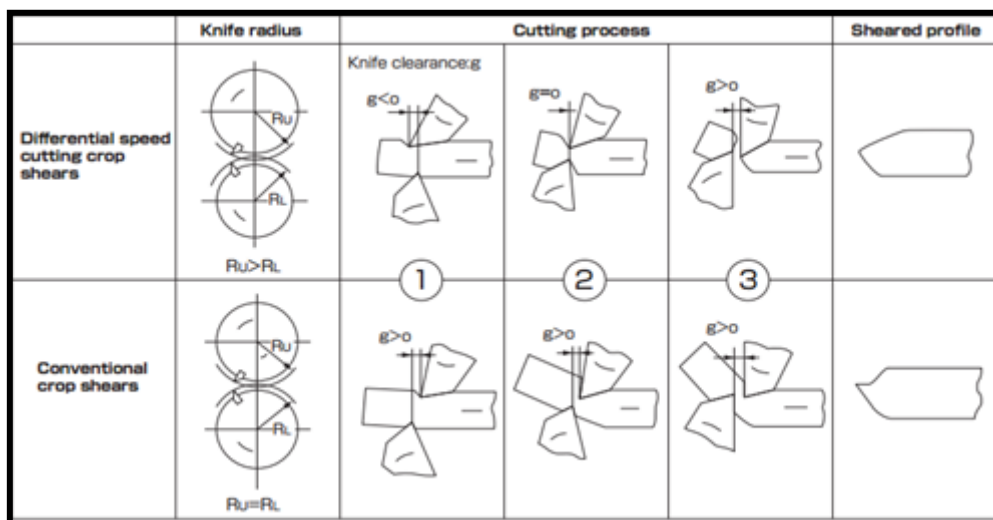 Knife radius
Cutting process
Sheared profile
Differential speed
cutting crop
shears
RU
RL
RU>RL
Knife clearance:g
g<o
g=o
g>o
1
2
3
Conventional
crop shears
RU
RL
RU=RL
g>o
g>o
g>o